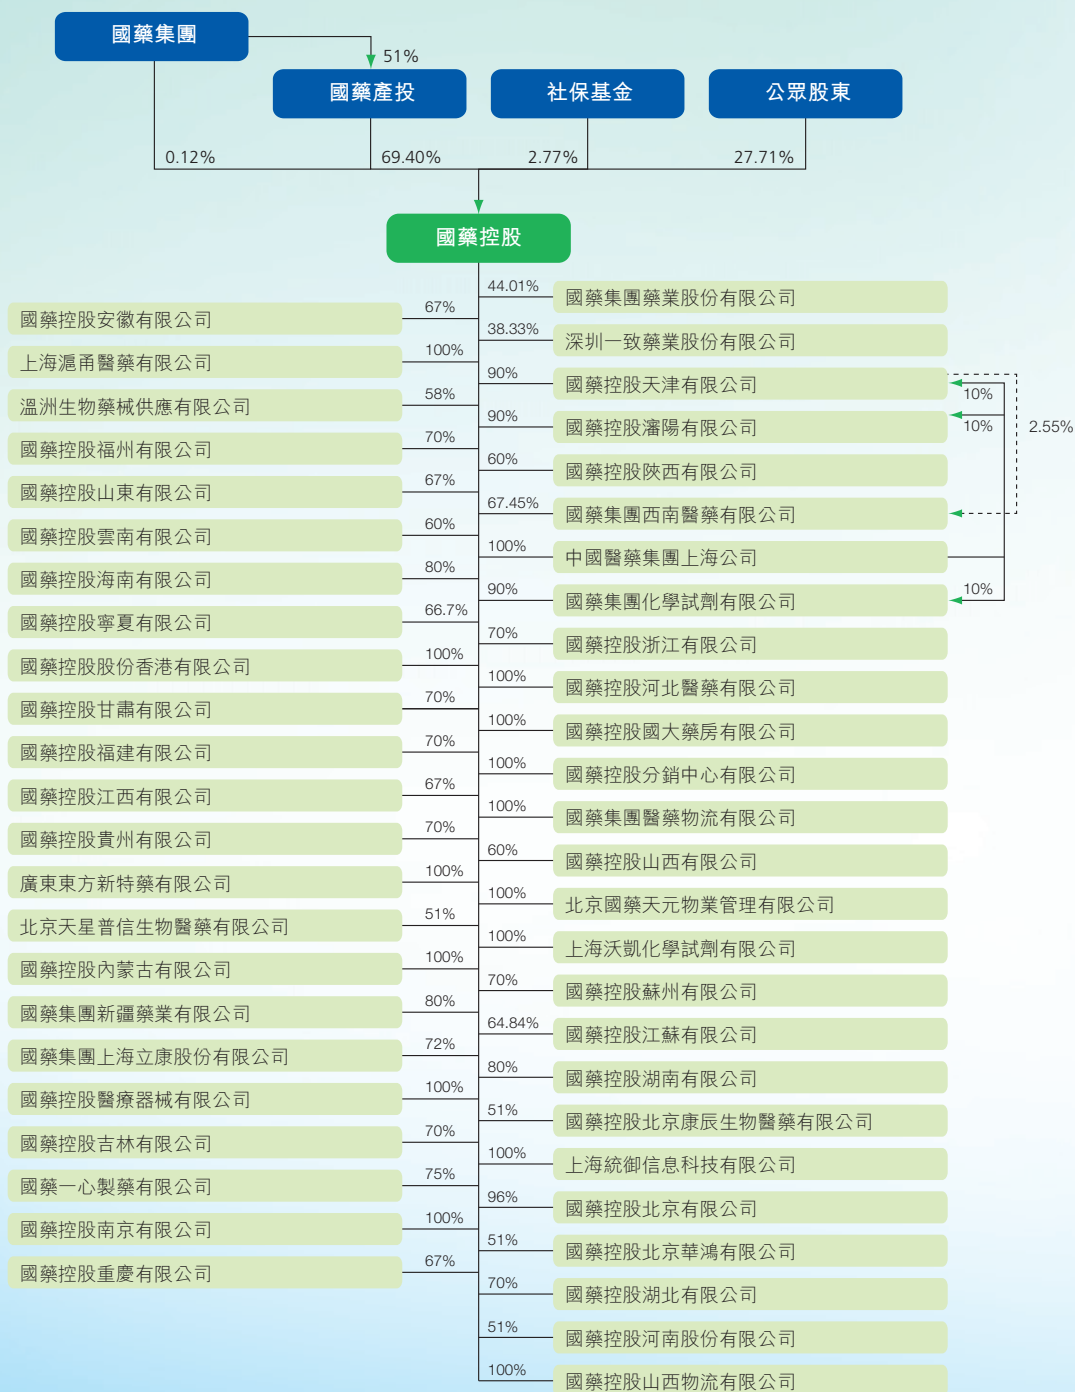 國藥集團
51%
國藥產投
社保基金
公眾股東
0.12%
69.40%
2.77%
27.71%
國藥控股
67%
國藥控股安徽有限公司
100%
上海滬甬醫藥有限公司
58%
溫洲生物藥械供應有限公司
70%
國藥控股福州有限公司
67%
國藥控股山東有限公司
60%
國藥控股雲南有限公司
80%
國藥控股海南有限公司
66.7%
國藥控股寧夏有限公司
100%
國藥控股股份香港有限公司
70%
國藥控股甘肅有限公司
70%
國藥控股福建有限公司
67%
國藥控股江西有限公司
70%
國藥控股貴州有限公司
100%
廣東東方新特藥有限公司
51%
北京天星普信生物醫藥有限公司
100%
國藥控股內蒙古有限公司
80%
國藥集團新疆藥業有限公司
72%
國藥集團上海立康股份有限公司
100%
國藥控股醫療器械有限公司
70%
國藥控股吉林有限公司
75%
國藥一心製藥有限公司
100%
國藥控股南京有限公司
67%
國藥控股重慶有限公司
44.01%
國藥集團藥業股份有限公司
38.33%
深圳一致藥業股份有限公司
90%
國藥控股天津有限公司
10%
90%
國藥控股瀋陽有限公司
10%
2.55%
60%
國藥控股陝西有限公司
67.45%
國藥集團西南醫藥有限公司
100%
中國醫藥集團上海公司
90%
國藥集團化學試劑有限公司
10%
70%
國藥控股浙江有限公司
100%
國藥控股河北醫藥有限公司
100%
國藥控股國大藥房有限公司
100%
國藥控股分銷中心有限公司
100%
國藥集團醫藥物流有限公司
60%
國藥控股山西有限公司
100%
北京國藥天元物業管理有限公司
100%
上海沃凱化學試劑有限公司
70%
國藥控股蘇州有限公司
64.84%
國藥控股江蘇有限公司
80%
國藥控股湖南有限公司
51%
國藥控股北京康辰生物醫藥有限公司
100%
上海統御信息科技有限公司
96%
國藥控股北京有限公司
51%
國藥控股北京華鴻有限公司
70%
國藥控股湖北有限公司
51%
國藥控股河南股份有限公司
100%
國藥控股山西物流有限公司